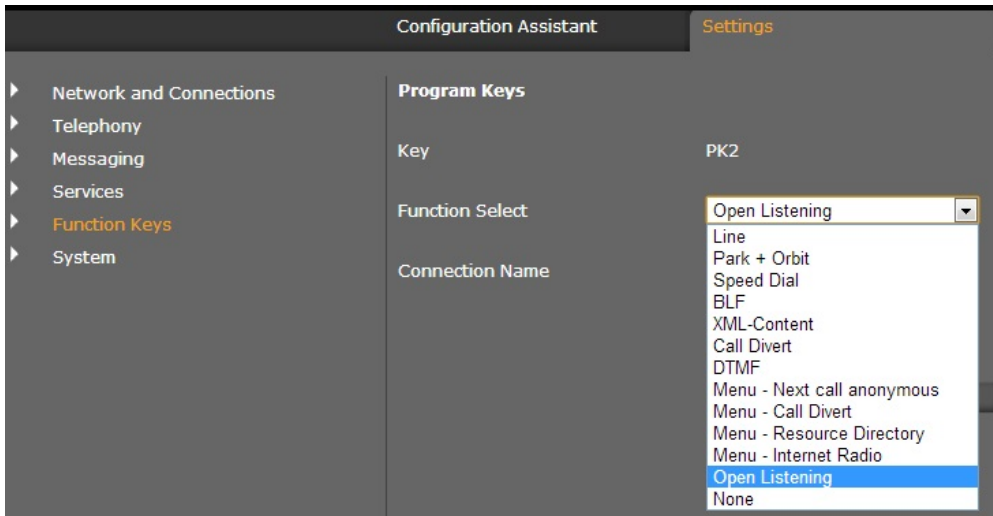 Configuration Assistant
Settings
Network and Connections
Telephony
Messaging
Services
Function Keys
System
Program Keys
Key PK2
Function Select Open Listening
Connection Name
Line
Park + Orbit
Speed Dial
BLF
XML-Content
Call Divert
DTMF
Menu - Next call anonymous
Menu - Call Divert
Menu - Resource Directory
Menu - Internet Radio
Open Listening
None